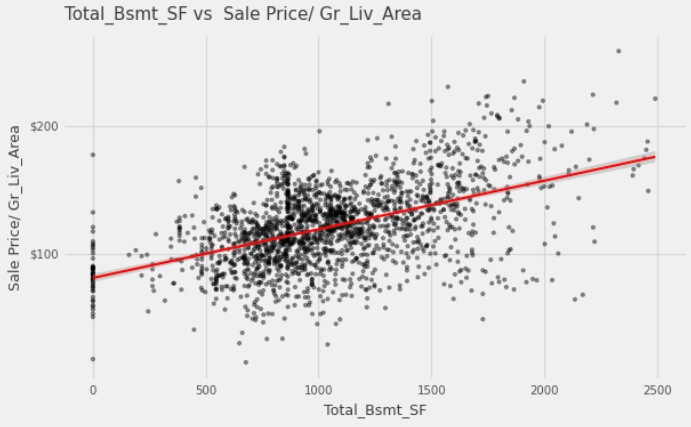 Total_Bsmt_SF vs  Sale Price/ Gr_Liv_Area
Sale Price/ Gr_Liv_Area
$200
$100
0 500 1000 1500 2000 2500
Total_Bsmt_SF